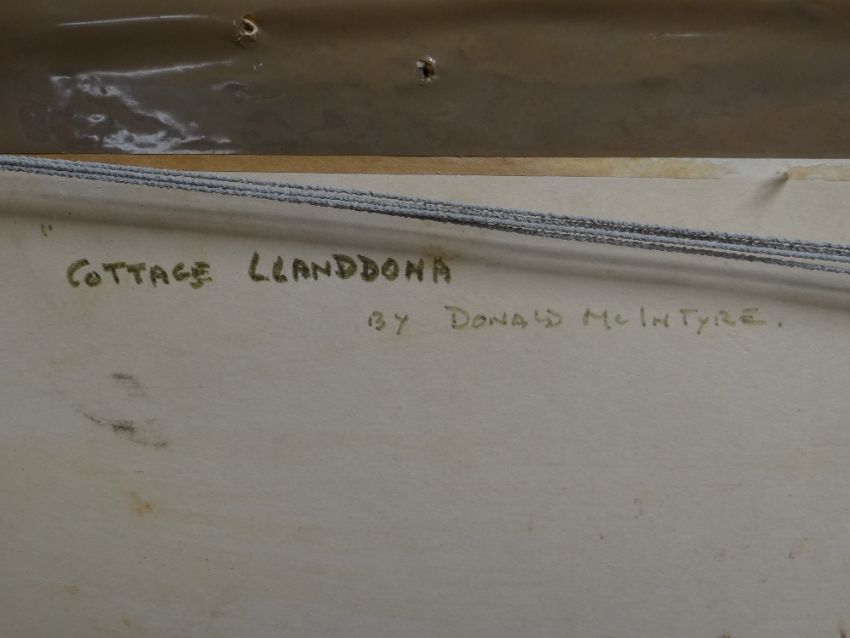 " COTTAGE LLANDDONA
BY DONALD MCINTYRE.